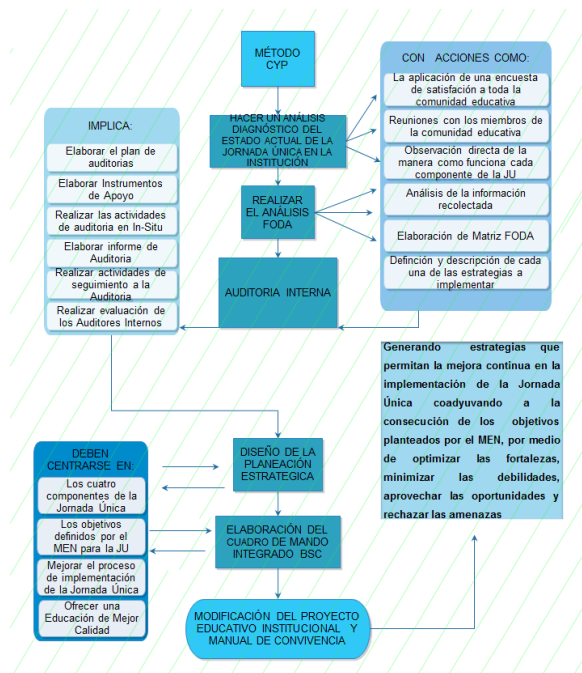 MÉTODO
CYP
CON ACCIONES COMO:
La aplicación de una encuesta
de satisfacción a toda la
comunidad educativa
Reuniones con los miembros de
la comunidad educativa
Observación directa de la
manera como funciona cada
componente de la JU
Análisis de la información
recolectada
Elaboración de Matriz FODA
Definción y descripción de cada
una de las estrategias a
implementar
HACER UN ANÁLISIS
DIAGNÓSTICO DEL
ESTADO ACTUAL DE LA
JORNADA ÚNICA EN LA
INSTITUCIÓN
REALIZAR
EL ANÁLISIS
FODA
AUDITORIA INTERNA
IMPLICA:
Elaborar el plan de
auditorias
Elaborar Instrumentos
de Apoyo
Realizar las actividades
de auditoria en In-Situ
Elaborar informe de
Auditoria
Realizar actividades de
seguimiento a la
Auditoria
Realizar evaluación de
los Auditores Internos
Generando estrategias que
permitan la mejora continua en la
implementación de la Jornada
Única coadyuvando a la
consecución de los objetivos
planteados por el MEN, por medio
de optimizar las fortalezas,
minimizar las debilidades,
aprovechar las oportunidades y
rechazar las amenazas
DISEÑO DE LA
PLANEACIÓN
ESTRATEGICA
DEBEN
CENTRARSE EN:
Los cuatro
componentes de la
Jornada Única
Los objetivos
definidos por el
MEN para la JU
Mejorar el proceso
de implementación
de la Jornada Única
Ofrecer una
Educación de Mejor
Calidad
ELABORACIÓN DEL
CUADRO DE MANDO
INTEGRADO BSC
MODIFICACIÓN DEL PROYECTO
EDUCATIVO INSTITUCIONAL Y
MANUAL DE CONVIVENCIA